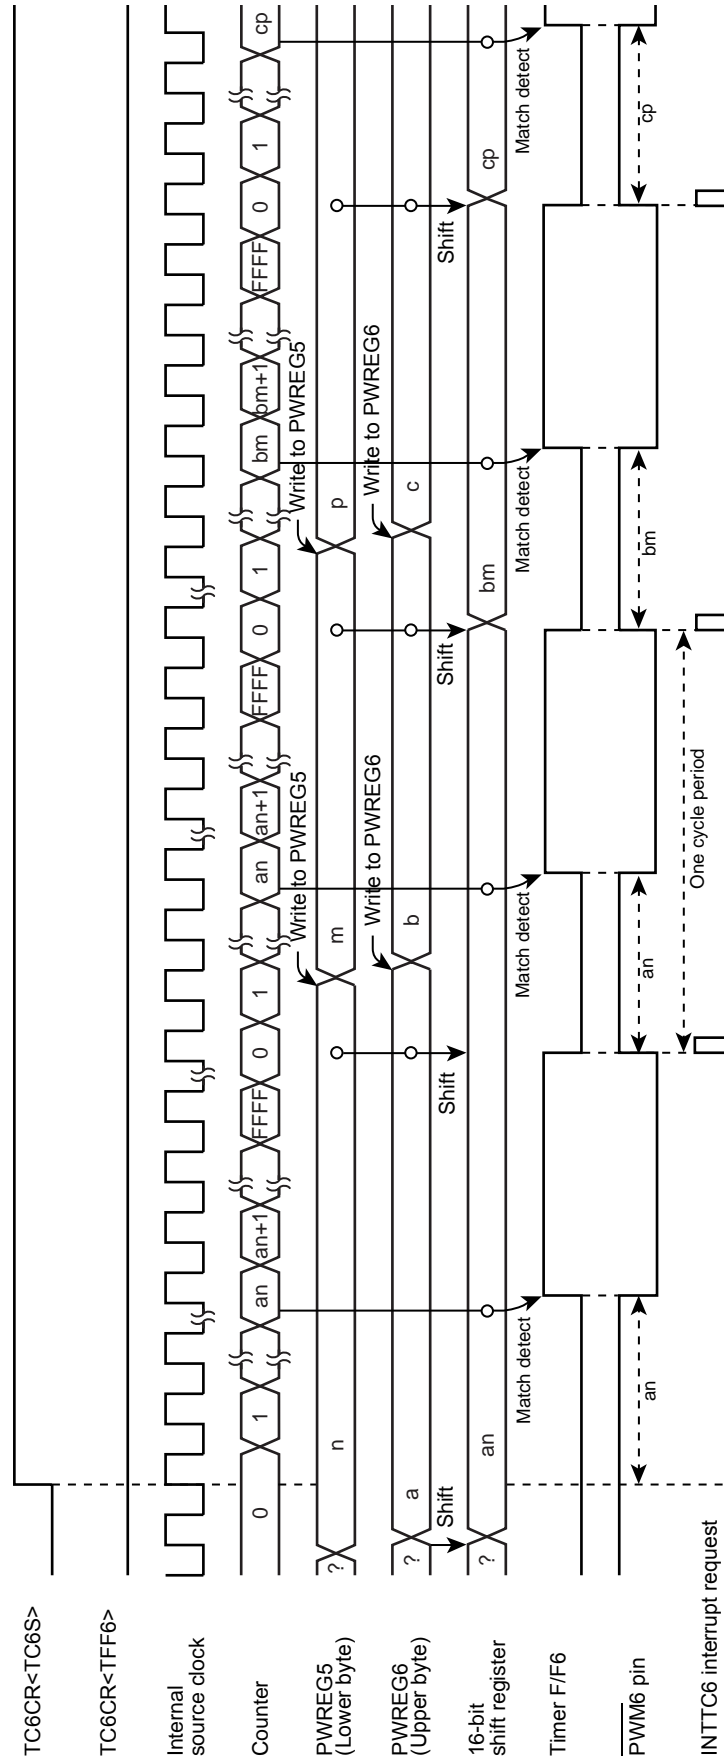 TC6CR<TC6S>
TC6CR<TFF6>
Internal
source clock
Counter
0
1
an
an+1
FFFF
0
1
an
an+1
FFFF
0
1
bm
bm+1
FFFF
0
1
cp
Write to PWREG5
Write to PWREG5
PWREG5
(Lower byte)
?
n
m
p
Write to PWREG6
Write to PWREG6
PWREG6
(Upper byte)
?
a
b
c
Shift
Shift
Shift
Shift
16-bit
shift register
?
an
bm
cp
Match detect
Match detect
Match detect
Match detect
Timer F/F6
PWM6 pin
an
an
bm
cp
One cycle period
INTTC6 interrupt request